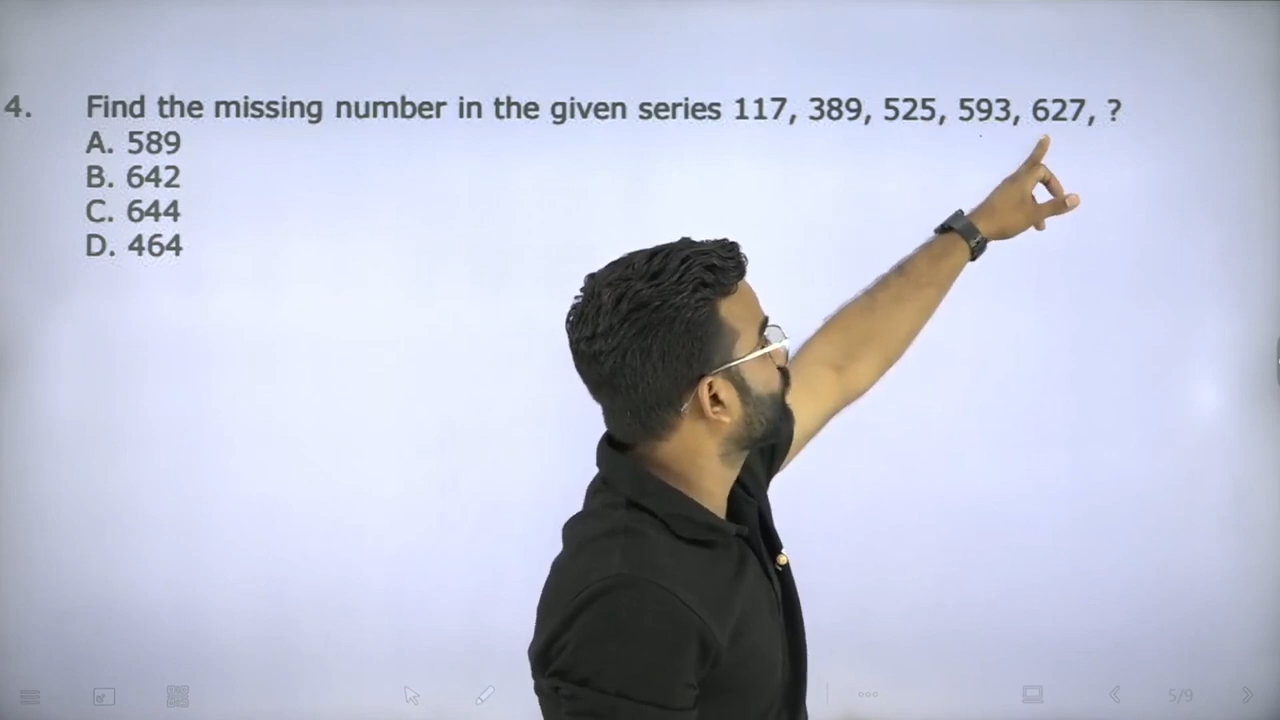 4. Find the missing number in the given series 117, 389, 525, 593, 627, ?
A. 589
B. 642
C. 644
D. 464
5/9